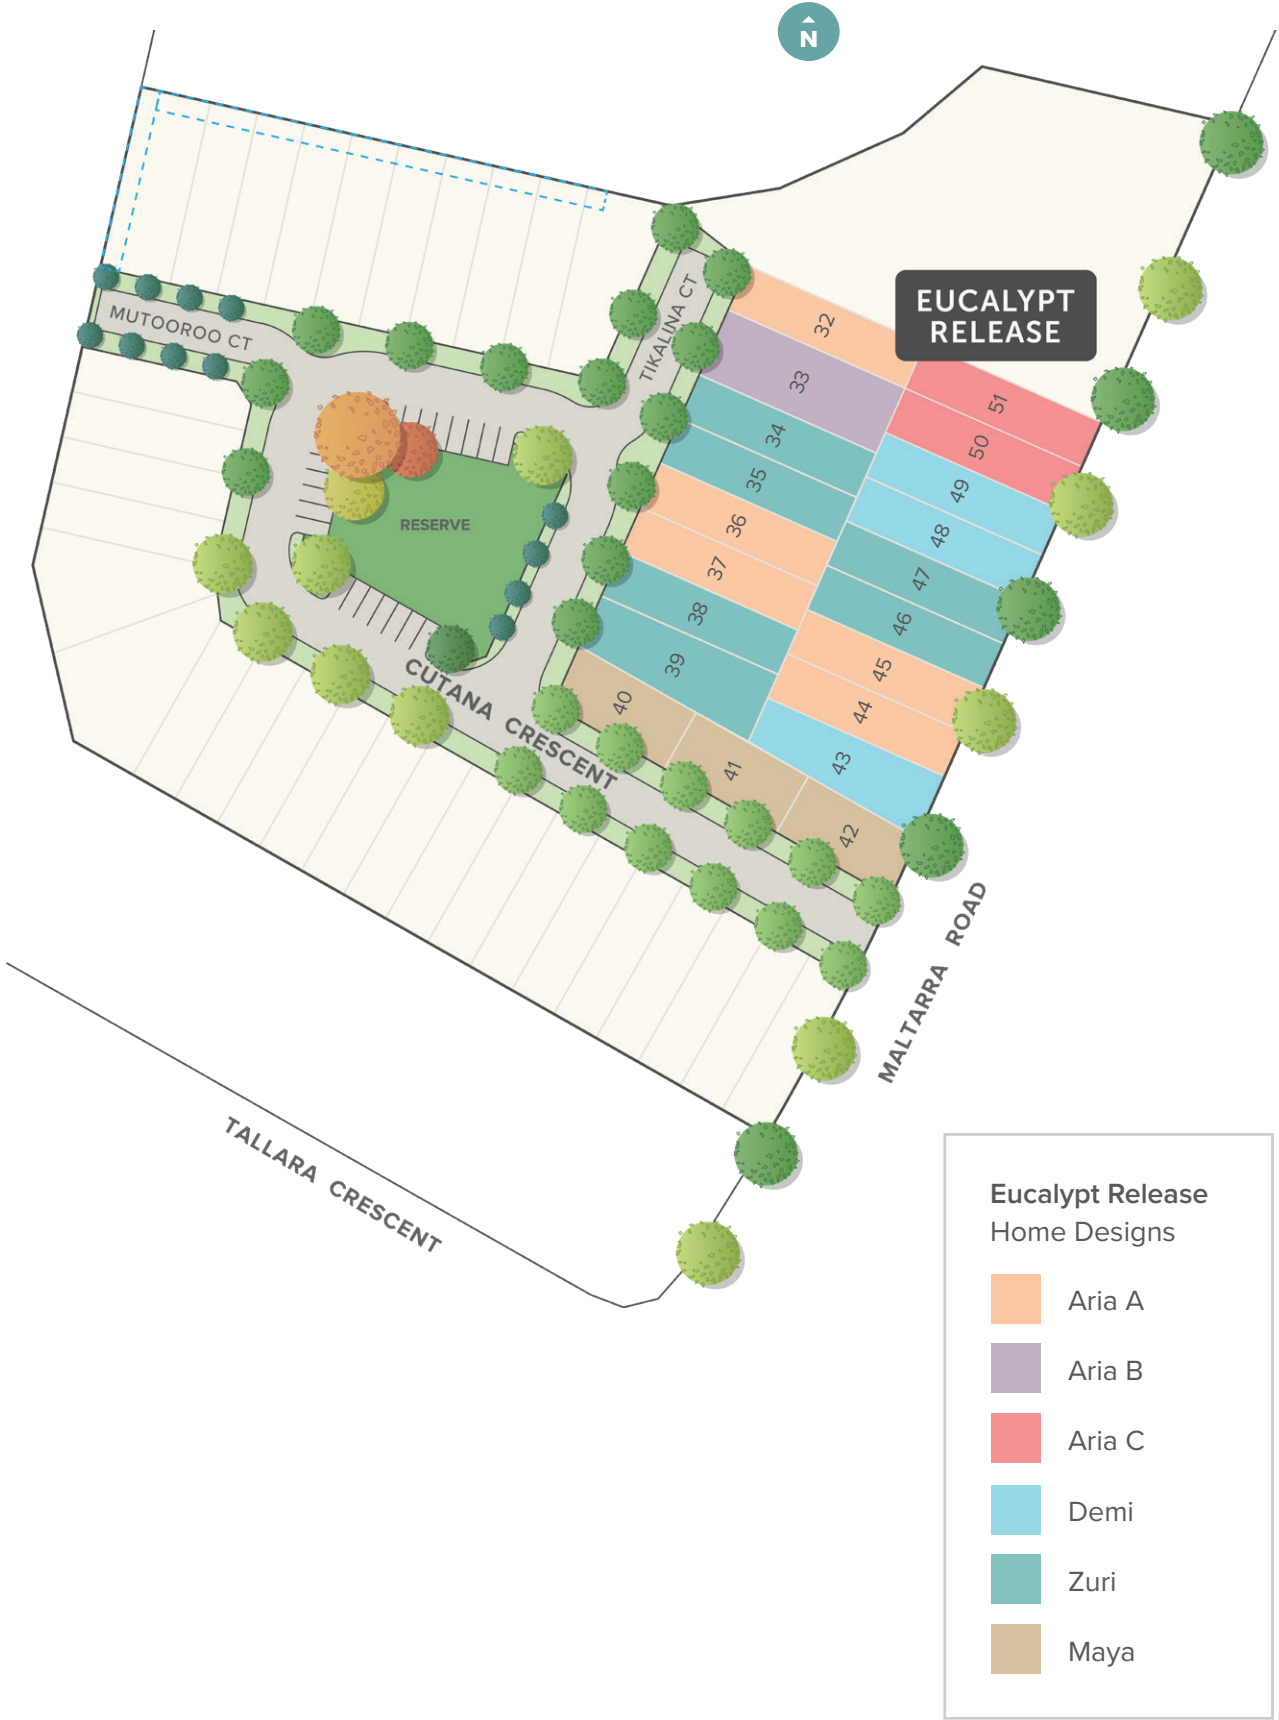 N
EUCALYPT
RELEASE
MUTOOROO CT
TIKALINA CT
32
33
34
35
36
37
38
39
40
41
42
43
44
45
46
47
48
49
50
51
RESERVE
CUTANA CRESCENT
MALTARRA ROAD
TALLARA CRESCENT
Eucalypt Release
Home Designs
Aria A
Aria B
Aria C
Demi
Zuri
Maya